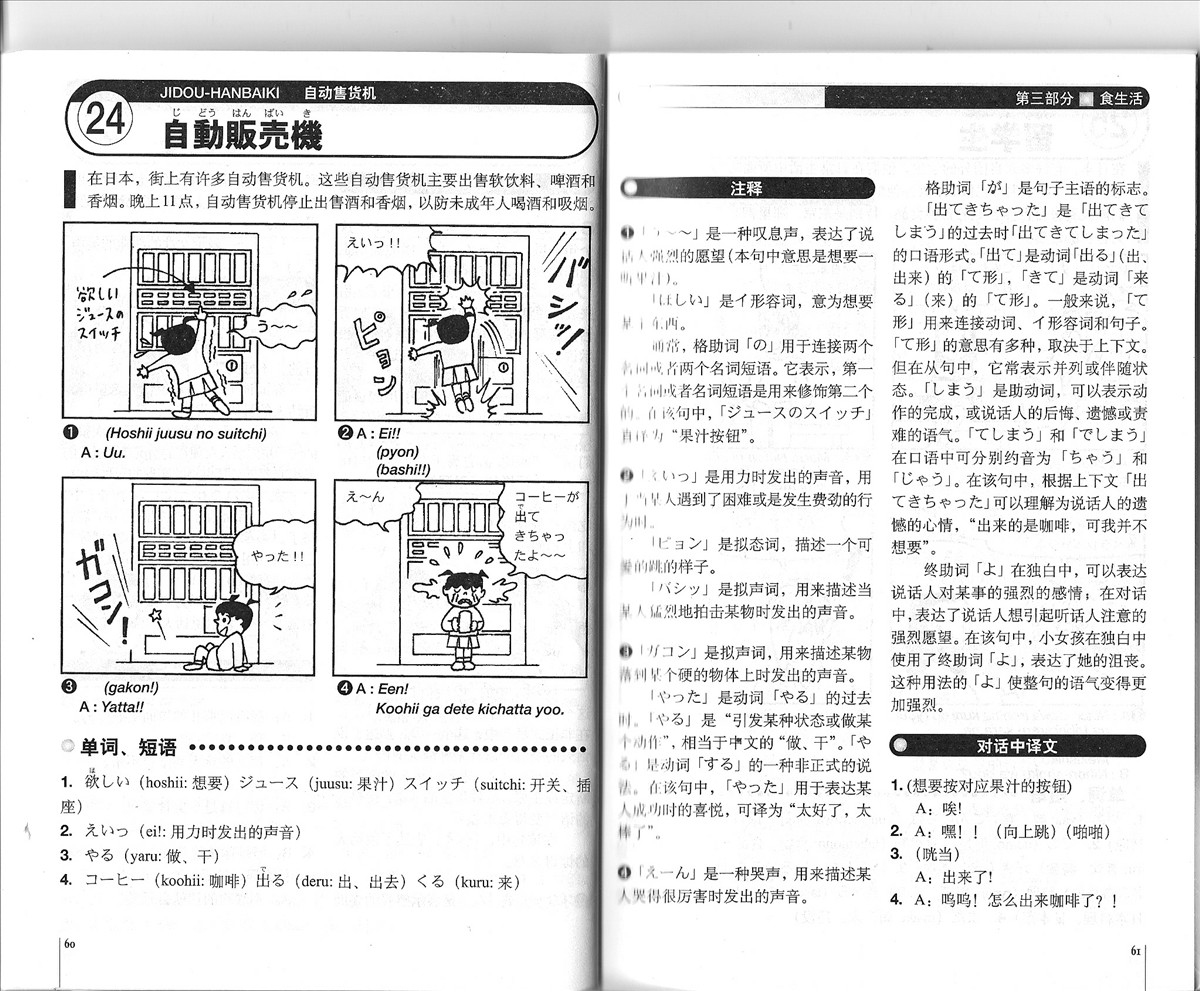 JIDOU-HANBAIKI 自动售货机
24
じ どう はん ばい き
自動販売機
在日本，街上有许多自动售货机。这些自动售货机主要出售软饮料、啤酒和
香烟。晚上11点，自动售货机停止出售酒和香烟，以防未成年人喝酒和吸烟。
欲しい
ジュースの
スイッチ
う〜〜
❶ (Hoshii juusu no suitchi)
A : Uu.
えいっ!!
ピョン
バシッ!
❷ A : Ei!!
(pyon)
(bashi!!)
ガコン!
やった!!
❸ (gakon!)
A : Yatta!!
え〜ん
コーヒーが
出て
きちゃっ
たよ〜〜
❹ A : Een!
Koohii ga dete kichatta yoo.
单词、短语
1. 欲しい（hoshii: 想要）ジュース（juusu: 果汁）スイッチ（suitchi: 开关、插
座）
2. えいっ（ei!: 用力时发出的声音）
3. やる（yaru: 做、干）
4. コーヒー（koohii: 咖啡）出る（deru: 出、出去）くる（kuru: 来）
60
第三部分 食生活
注释
❶「う～～」是一种叹息声，表达了说
话人强烈的愿望(本句中意思是想要一
听果汁)。
「ほしい」是イ形容词，意为想要
某个东西。
通常，格助词「の」用于连接两个
名词或者两个名词短语。它表示，第一
个名词或者名词短语是用来修饰第二个
的。在该句中，「ジュースのスイッチ」
直译为“果汁按钮”。
❷「えいっ」是用力时发出的声音，用
于当某人遇到了困难或是发生费劲的行
为时。
「ピョン」是拟态词，描述一个可
爱的跳的样子。
「バシッ」是拟声词，用来描述当
某人猛烈地拍击某物时发出的声音。
❸「ガコン」是拟声词，用来描述某物
落到某个硬的物体上时发出的声音。
「やった」是动词「やる」的过去
时。「やる」是“引发某种状态或做某
个动作”，相当于中文的“做、干”。「や
る」是动词「する」的一种非正式的说
法。在该句中，「やった」用于表达某
人成功时的喜悦，可译为“太好了，太
棒了”。
❹「えーん」是一种哭声，用来描述某
人哭得很厉害时发出的声音。
格助词「が」是句子主语的标志。
「出てきちゃった」是「出てきて
しまう」的过去时「出てきてしまった」
的口语形式。「出て」是动词「出る」（出、
出来）的「て形」，「きて」是动词「来
る」（来）的「て形」。一般来说，「て
形」用来连接动词、イ形容词和句子。
「て形」的意思有多种，取决于上下文。
但在从句中，它常表示并列或伴随状
态。「しまう」是助动词，可以表示动
作的完成，或说话人的后悔、遗憾或责
难的语气。「てしまう」和「でしまう」
在口语中可分别约音为「ちゃう」和
「じゃう」。在该句中，根据上下文「出
てきちゃった」可以理解为说话人的遗
憾的心情，“出来的是咖啡，可我并不
想要”。
终助词「よ」在独白中，可以表达
说话人对某事的强烈的感情；在对话
中，表达了说话人想引起听话人注意的
强烈愿望。在该句中，小女孩在独白中
使用了终助词「よ」，表达了她的沮丧。
这种用法的「よ」使整句的语气变得更
加强烈。
对话中译文
1. (想要按对应果汁的按钮)
A：唉!
2. A：嘿！！（向上跳）（啪啪）
3. （咣当）
A：出来了!
4. A：呜呜！怎么出来咖啡了？！
61